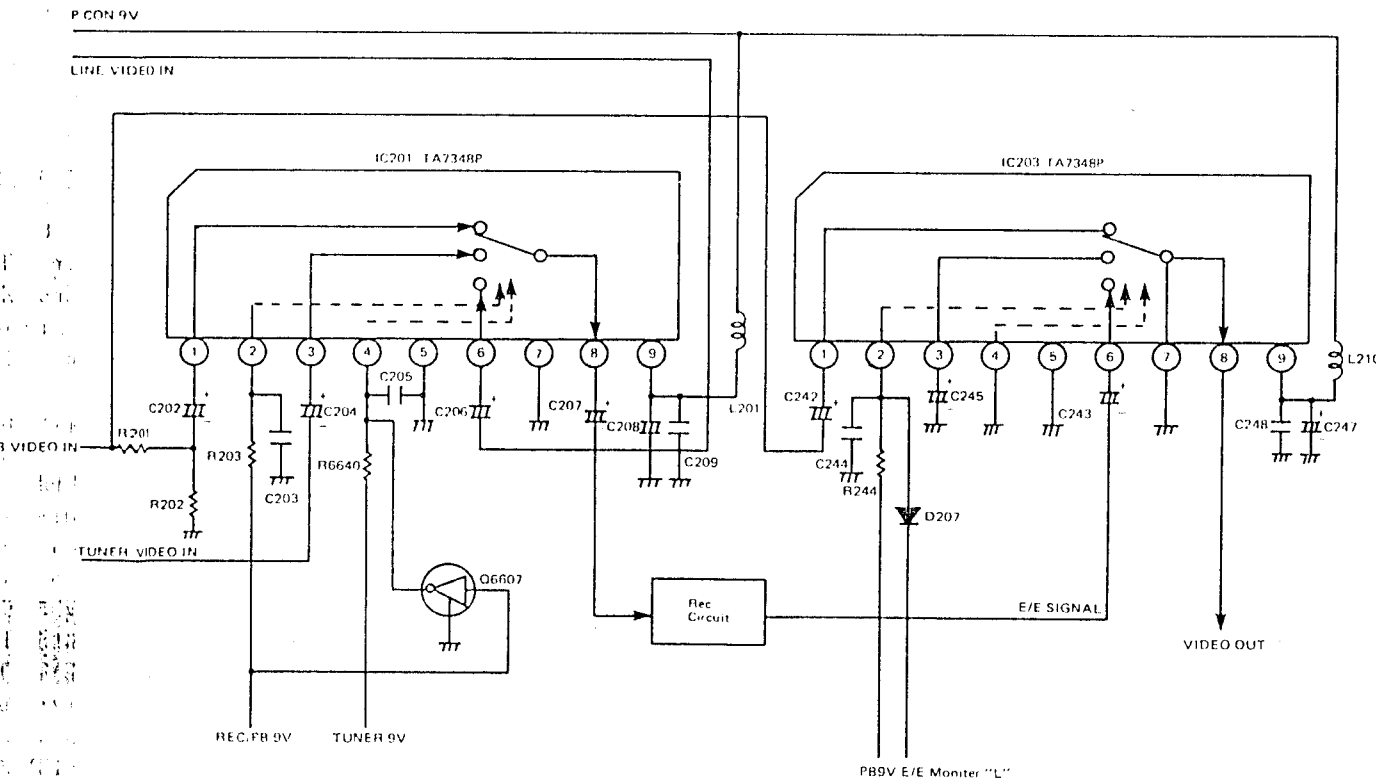 P CON 9V
LINE VIDEO IN
IC201 TA7348P
IC203 TA7348P
1 2 3 4 5 6 7 8 9
1 2 3 4 5 6 7 8 9
L210
C205
C202
C204
C206
C207
C208
L201
C242
C245
C243
C248
C247
R201
VIDEO IN
R203
R6640
C209
C244
R202
C203
R244
D207
TUNER VIDEO IN
Q6607
Rec
Circuit
E/E SIGNAL
VIDEO OUT
REC/PB 9V
TUNER 9V
PB9V E/E Moniter "L"